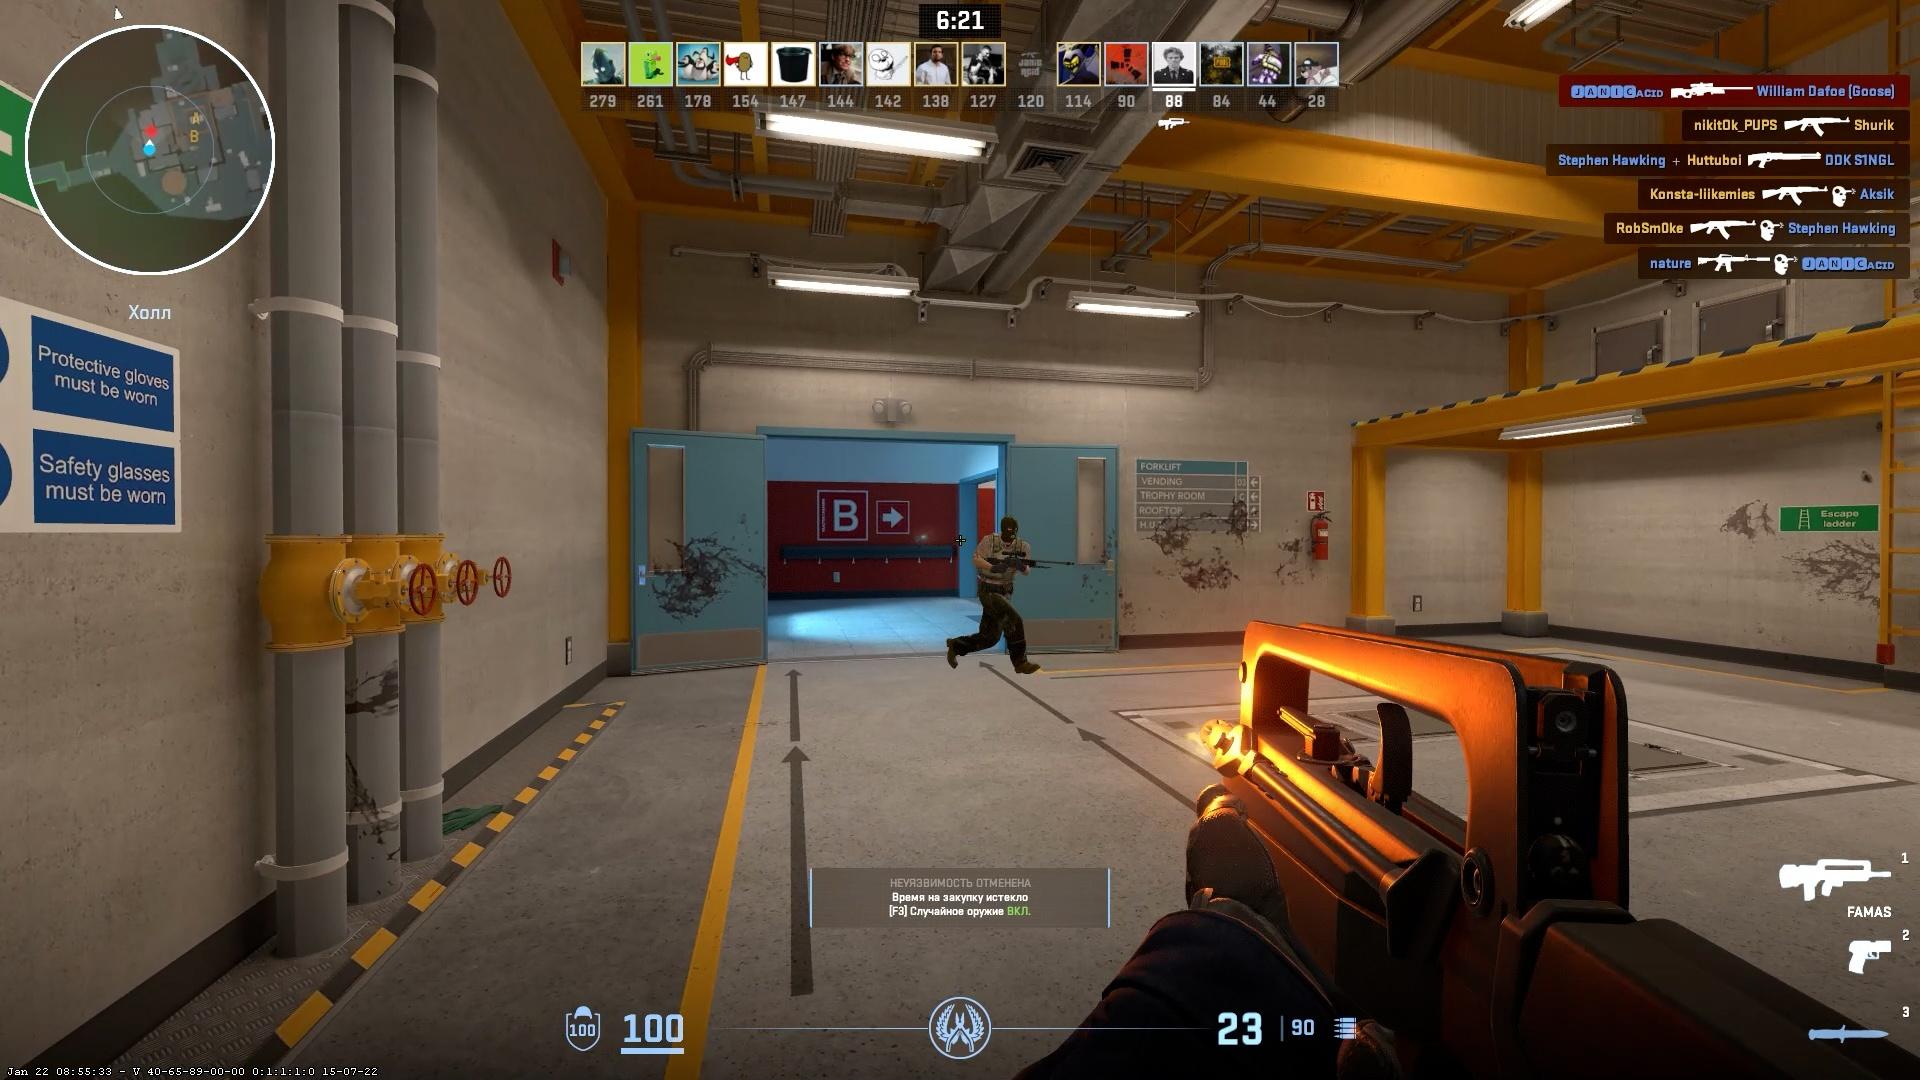 6:21
279 261 178 154 147 144 142 138 127 120 114 90 88 84 44 28
JANICACID William Dafoe (Goose)
nikit0k_PUPS Shurik
Stephen Hawking + Huttuboi DDK S1NGL
Konsta-liikemies Aksik
RobSm0ke Stephen Hawking
nature JANICACID
Холл
Protective gloves
must be worn
Safety glasses
must be worn
B
FORKLIFT
VENDING
TROPHY ROOM
ROOFTOP
Escape
ladder
НЕУЯЗВИМОСТЬ ОТМЕНЕНА
Время на закупку истекло
[F3] Случайное оружие ВКЛ.
1
FAMAS
2
3
100 100
23 90
Jan 22 08:55:33 - V 40-65-89-00-00 0:1:1:1:0 15-07-22